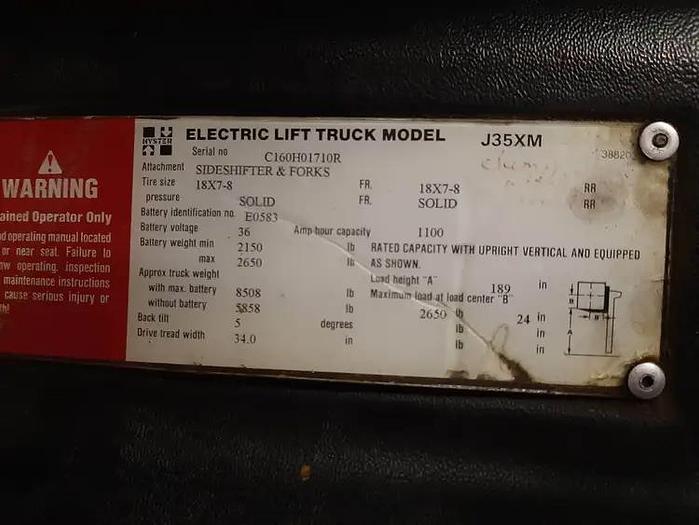 WARNING
ained Operator Only
d operating manual located
or near seat. Failure to
w operating, inspection
maintenance instructions
cause serious injury or
th!
HYSTER
ELECTRIC LIFT TRUCK MODEL J35XM
Serial no C160H01710R
38820
Attachment SIDESHIFTER & FORKS
Tire size 18X7-8 FR. 18X7-8 RR
pressure SOLID FR. SOLID RR
Battery identification no. E0583
Battery voltage 36 Amp hour capacity 1100
Battery weight min 2150 lb
max 2650 lb
Approx truck weight
with max. battery 8508 lb
without battery 5858 lb
Back tilt 5 degrees
Drive tread width 34.0 in
RATED CAPACITY WITH UPRIGHT VERTICAL AND EQUIPPED
AS SHOWN.
Load height "A" 189 in
Maximum load at load center "B"
2650 lb 24 in
lb in
lb in
B
B
A